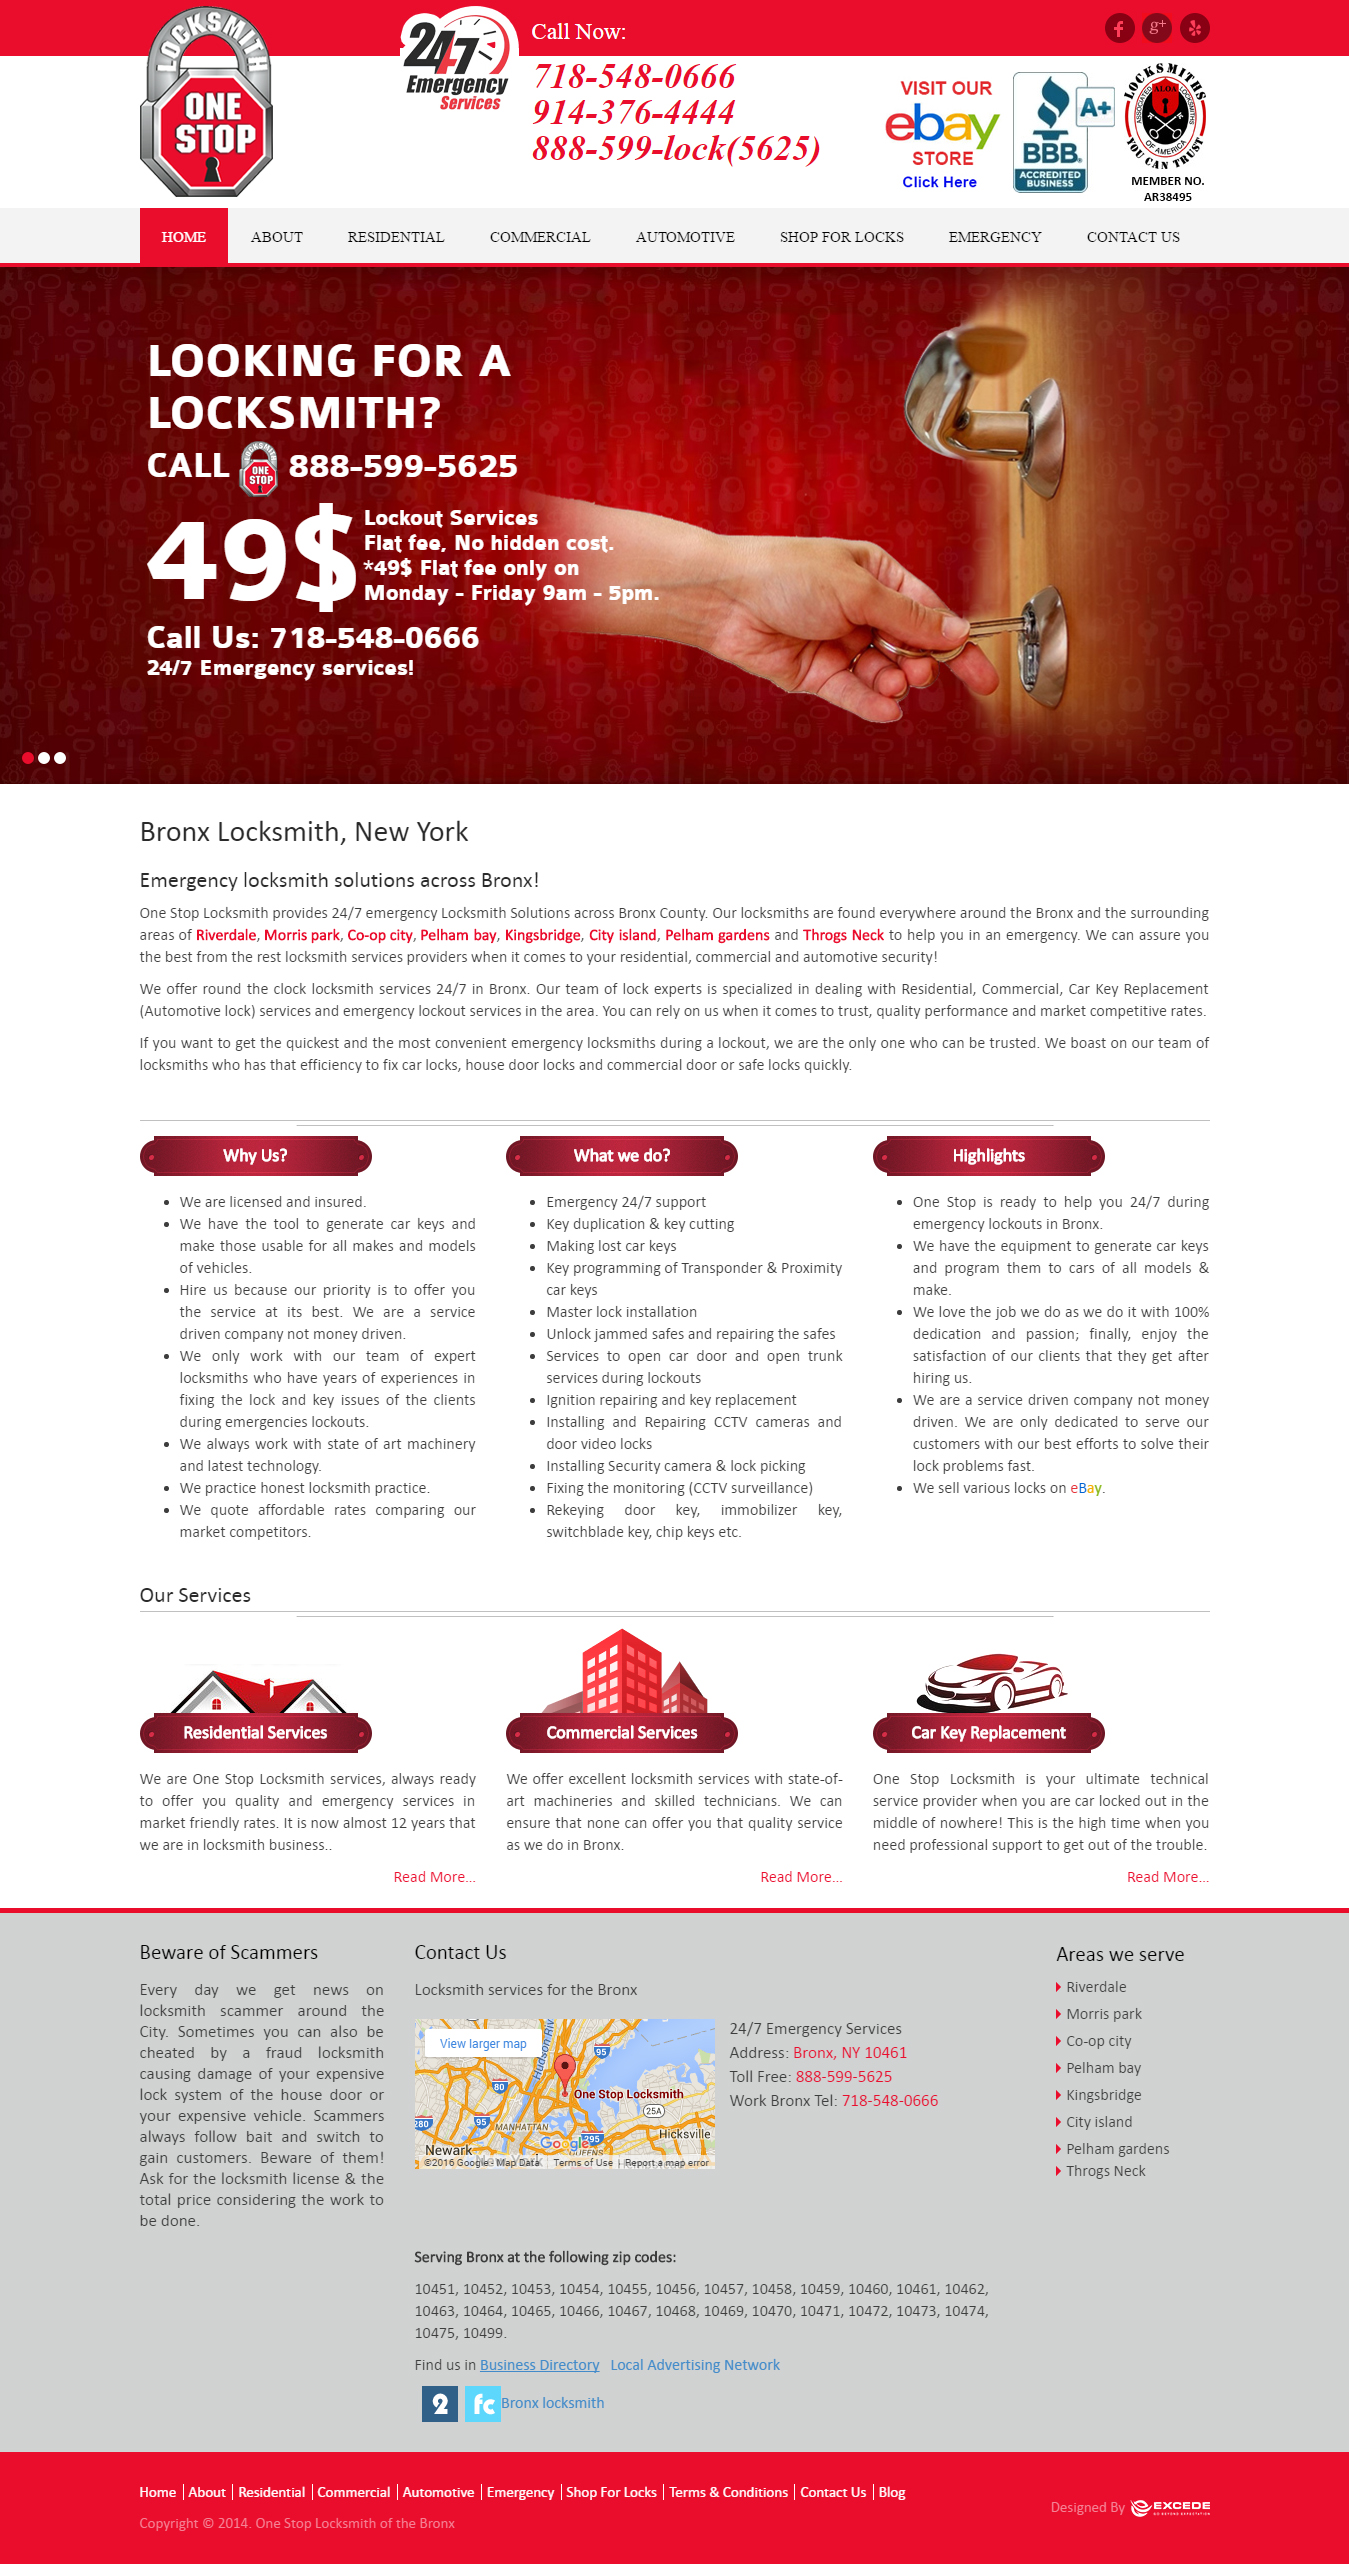 LOCKSMITH
ONE
STOP
24/7
Emergency
Services
Call Now:
718-548-0666
914-376-4444
888-599-lock(5625)
f
g+
VISIT OUR
ebay
STORE
Click Here
A+
BBB
ACCREDITED
BUSINESS
LOCKSMITHS
ASSOCIATED LOCKSMITHS
ALOA
OF AMERICA
YOU CAN TRUST
MEMBER NO.
AR38495
HOME
ABOUT
RESIDENTIAL
COMMERCIAL
AUTOMOTIVE
SHOP FOR LOCKS
EMERGENCY
CONTACT US
LOOKING FOR A
LOCKSMITH?
CALL LOCKSMITH ONE STOP 888-599-5625
49$
Lockout Services
Flat fee, No hidden cost.
*49$ Flat fee only on
Monday - Friday 9am - 5pm.
Call Us: 718-548-0666
24/7 Emergency services!
Bronx Locksmith, New York
Emergency locksmith solutions across Bronx!
One Stop Locksmith provides 24/7 emergency Locksmith Solutions across Bronx County. Our locksmiths are found everywhere around the Bronx and the surrounding
areas of Riverdale, Morris park, Co-op city, Pelham bay, Kingsbridge, City island, Pelham gardens and Throgs Neck to help you in an emergency. We can assure you
the best from the rest locksmith services providers when it comes to your residential, commercial and automotive security!
We offer round the clock locksmith services 24/7 in Bronx. Our team of lock experts is specialized in dealing with Residential, Commercial, Car Key Replacement
(Automotive lock) services and emergency lockout services in the area. You can rely on us when it comes to trust, quality performance and market competitive rates.
If you want to get the quickest and the most convenient emergency locksmiths during a lockout, we are the only one who can be trusted. We boast on our team of
locksmiths who has that efficiency to fix car locks, house door locks and commercial door or safe locks quickly.
Why Us?
We are licensed and insured.
We have the tool to generate car keys and
make those usable for all makes and models
of vehicles.
Hire us because our priority is to offer you
the service at its best. We are a service
driven company not money driven.
We only work with our team of expert
locksmiths who have years of experiences in
fixing the lock and key issues of the clients
during emergencies lockouts.
We always work with state of art machinery
and latest technology.
We practice honest locksmith practice.
We quote affordable rates comparing our
market competitors.
What we do?
Emergency 24/7 support
Key duplication & key cutting
Making lost car keys
Key programing of Transponder & Proximity
car keys
Master lock installation
Unlock jammed safes and repairing the safes
Services to open car door and open trunk
services during lockouts
Ignition repairing and key replacement
Installing and Repairing CCTV cameras and
door video locks
Installing Security camera & lock picking
Fixing the monitoring (CCTV surveillance)
Rekeying door key, immobilizer key,
switchblade key, chip keys etc.
Highlights
One Stop is ready to help you 24/7 during
emergency lockouts in Bronx.
We have the equipment to generate car keys
and program them to cars of all models &
make.
We love the job we do as we do it with 100%
dedication and passion; finally, enjoy the
satisfaction of our clients that they get after
hiring us.
We are a service driven company not money
driven. We are only dedicated to serve our
customers with our best efforts to solve their
lock problems fast.
We sell various locks on eBay.
Our Services
Residential Services
We are One Stop Locksmith services, always ready
to offer you quality and emergency services in
market friendly rates. It is now almost 12 years that
we are in locksmith business..
Read More...
Commercial Services
We offer excellent locksmith services with state-of-
art machineries and skilled technicians. We can
ensure that none can offer you that quality service
as we do in Bronx.
Read More...
Car Key Replacement
One Stop Locksmith is your ultimate technical
service provider when you are car locked out in the
middle of nowhere! This is the high time when you
need professional support to get out of the trouble.
Read More...
Beware of Scammers
Every day we get news on
locksmith scammer around the
City. Sometimes you can also be
cheated by a fraud locksmith
causing damage of your expensive
lock system of the house door or
your expensive vehicle. Scammers
always follow bait and switch to
gain customers. Beware of them!
Ask for the locksmith license & the
total price considering the work to
be done.
Contact Us
Locksmith services for the Bronx
View larger map
Hudson Riv
95
80
One Stop Locksmith
25A
280
95
MANHATTAN
Hicksville
Newark
Google
295
QUEENS
New York
©2016 Google - Map Data
Terms of Use
Report a map error
24/7 Emergency Services
Address: Bronx, NY 10461
Toll Free: 888-599-5625
Work Bronx Tel: 718-548-0666
Serving Bronx at the following zip codes:
10451, 10452, 10453, 10454, 10455, 10456, 10457, 10458, 10459, 10460, 10461, 10462,
10463, 10464, 10465, 10466, 10467, 10468, 10469, 10470, 10471, 10472, 10473, 10474,
10475, 10499.
Find us in Business Directory Local Advertising Network
2 fc Bronx locksmith
Areas we serve
Riverdale
Morris park
Co-op city
Pelham bay
Kingsbridge
City island
Pelham gardens
Throgs Neck
Home | About | Residential | Commercial | Automotive | Emergency | Shop For Locks | Terms & Conditions | Contact Us | Blog
Copyright © 2014. One Stop Locksmith of the Bronx
Designed By EXCEDE